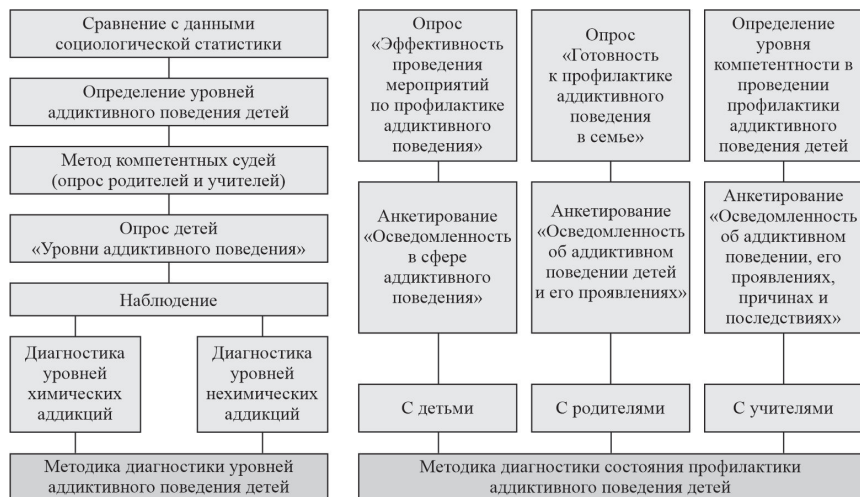 Сравнение с данными
социологической статистики
Определение уровней
аддиктивного поведения детей
Метод компетентных судей
(опрос родителей и учителей)
Опрос детей
«Уровни аддиктивного поведения»
Наблюдение
Диагностика
уровней
химических
аддикций
Диагностика
уровней
нехимических
аддикций
Методика диагностики уровней
аддиктивного поведения детей
Опрос
«Эффективность
проведения
мероприятий
по профилактике
аддиктивного
поведения»
Анкетирование
«Осведомленность
в сфере
аддиктивного
поведения»
С детьми
Опрос
«Готовность
к профилактике
аддиктивного
поведения
в семье»
Анкетирование
«Осведомленность
об аддиктивном
поведении детей
и его проявлениях»
С родителями
Определение
уровня
компетентности в
проведении
профилактики
аддиктивного
поведения детей
Анкетирование
«Осведомленность
об аддиктивном
поведении, его
проявлениях,
причинах и
последствиях»
С учителями
Методика диагностики состояния профилактики
аддиктивного поведения детей